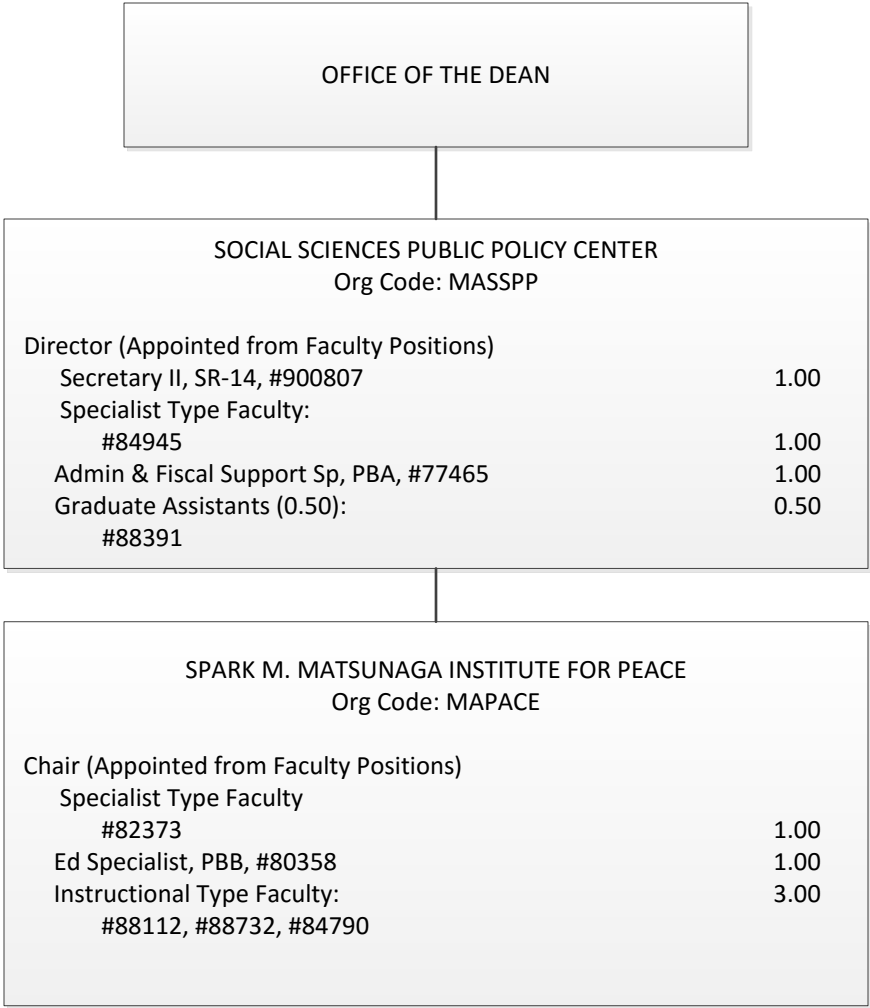 OFFICE OF THE DEAN
SOCIAL SCIENCES PUBLIC POLICY CENTER
Org Code: MASSPP
Director (Appointed from Faculty Positions)
Secretary II, SR-14, #900807 1.00
Specialist Type Faculty:
#84945 1.00
Admin & Fiscal Support Sp, PBA, #77465 1.00
Graduate Assistants (0.50): 0.50
#88391
SPARK M. MATSUNAGA INSTITUTE FOR PEACE
Org Code: MAPACE
Chair (Appointed from Faculty Positions)
Specialist Type Faculty
#82373 1.00
Ed Specialist, PBB, #80358 1.00
Instructional Type Faculty: 3.00
#88112, #88732, #84790